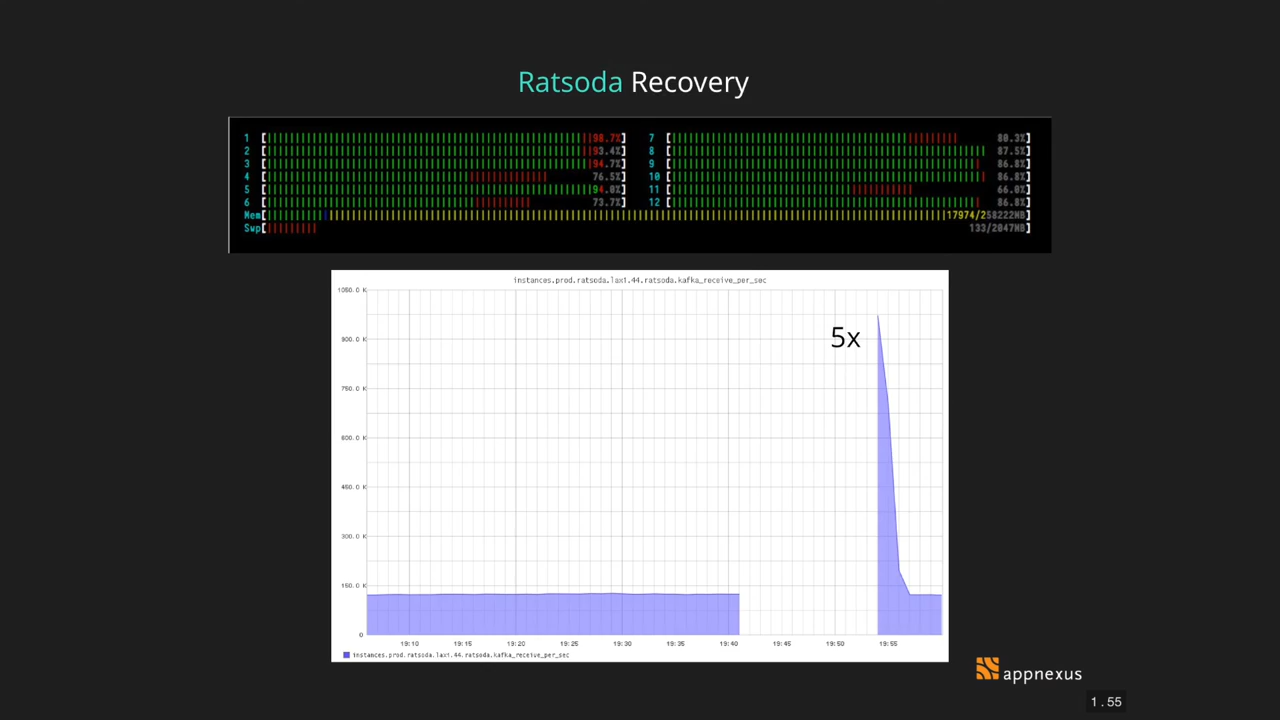 Ratsoda Recovery
1 [98.7%] 7 [80.3%]
2 [93.4%] 8 [87.5%]
3 [94.7%] 9 [86.8%]
4 [76.5%] 10 [86.8%]
5 [94.0%] 11 [66.0%]
6 [73.7%] 12 [86.8%]
Mem[17974/258222MB]
Swp[133/2047MB]
instances.prod.ratsoda.lax1.44.ratsoda.kafka_receive_per_sec
1050.0 K
5x
900.0 K
750.0 K
600.0 K
450.0 K
300.0 K
150.0 K
0
19:10 19:15 19:20 19:25 19:30 19:35 19:40 19:45 19:50 19:55
instances.prod.ratsoda.lax1.44.ratsoda.kafka_receive_per_sec
appnexus
1.55